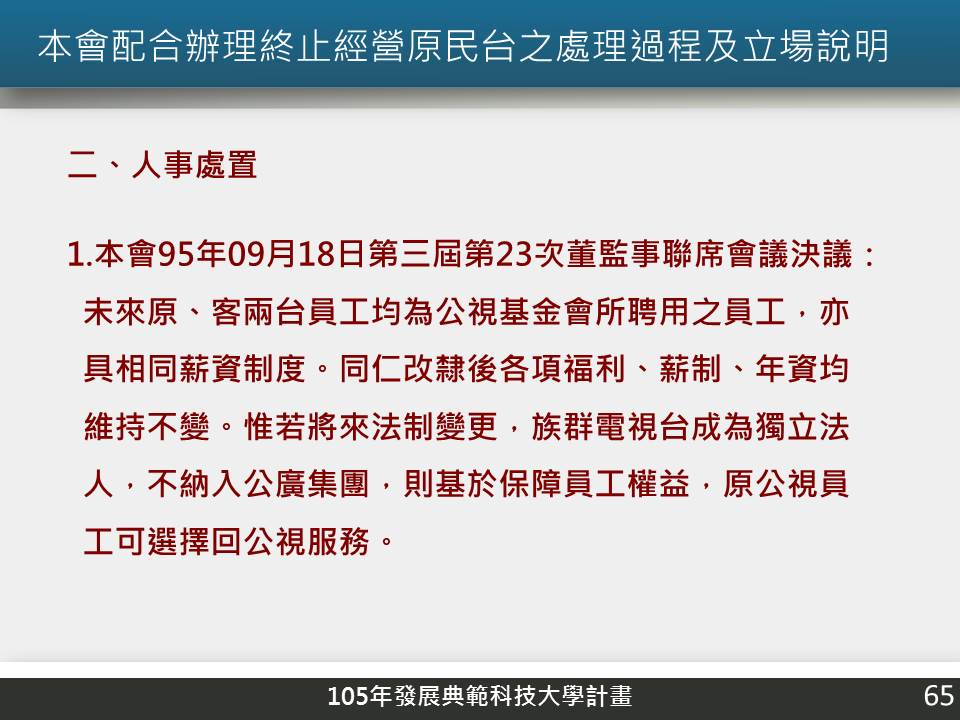 本會配合辦理終止經營原民台之處理過程及立場說明
二、人事處置
1.本會95年09月18日第三屆第23次董監事聯席會議決議：
未來原、客兩台員工均為公視基金會所聘用之員工，亦
具相同薪資制度。同仁改隸後各項福利、薪制、年資均
維持不變。惟若將來法制變更，族群電視台成為獨立法
人，不納入公廣集團，則基於保障員工權益，原公視員
工可選擇回公視服務。
105年發展典範科技大學計畫
65